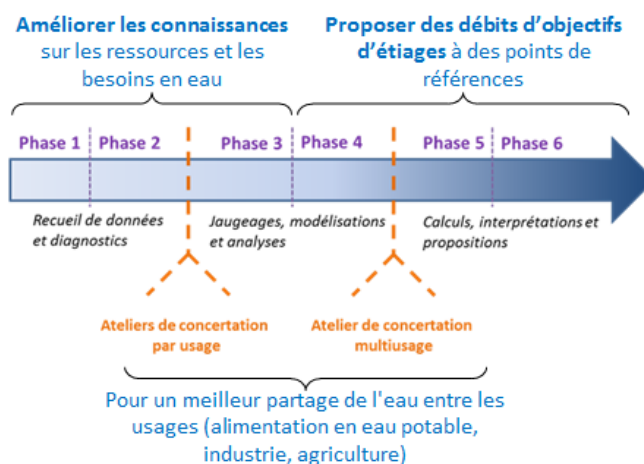 Améliorer les connaissances
sur les ressources et les
besoins en eau
Proposer des débits d’objectifs
d’étiages à des points de
références
Phase 1 Phase 2 Phase 3 Phase 4 Phase 5 Phase 6
Recueil de données
et diagnostics
Jaugeages, modélisations
et analyses
Calculs, interprétations et
propositions
Ateliers de concertation
par usage
Atelier de concertation
multiusage
Pour un meilleur partage de l'eau entre les
usages (alimentation en eau potable,
industrie, agriculture)